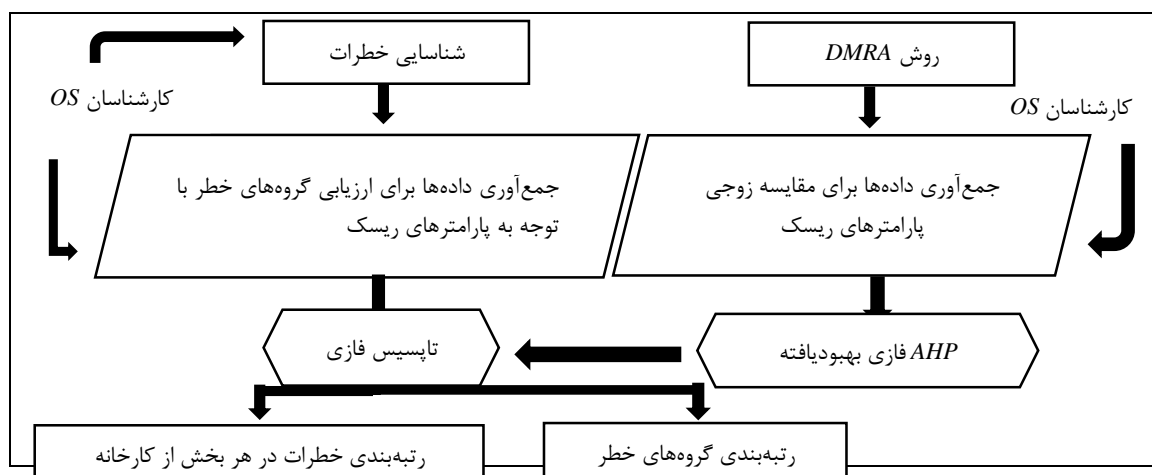 روش DMRA
شناسایی خطرات
کارشناسان OS
کارشناسان OS
جمع‌آوری داده‌ها برای مقایسه زوجی
پارامترهای ریسک
جمع‌آوری داده‌ها برای ارزیابی گروه‌های خطر با
توجه به پارامترهای ریسک
AHP فازی بهبودیافته
تاپسیس فازی
رتبه‌بندی گروه‌های خطر
رتبه‌بندی خطرات در هر بخش از کارخانه